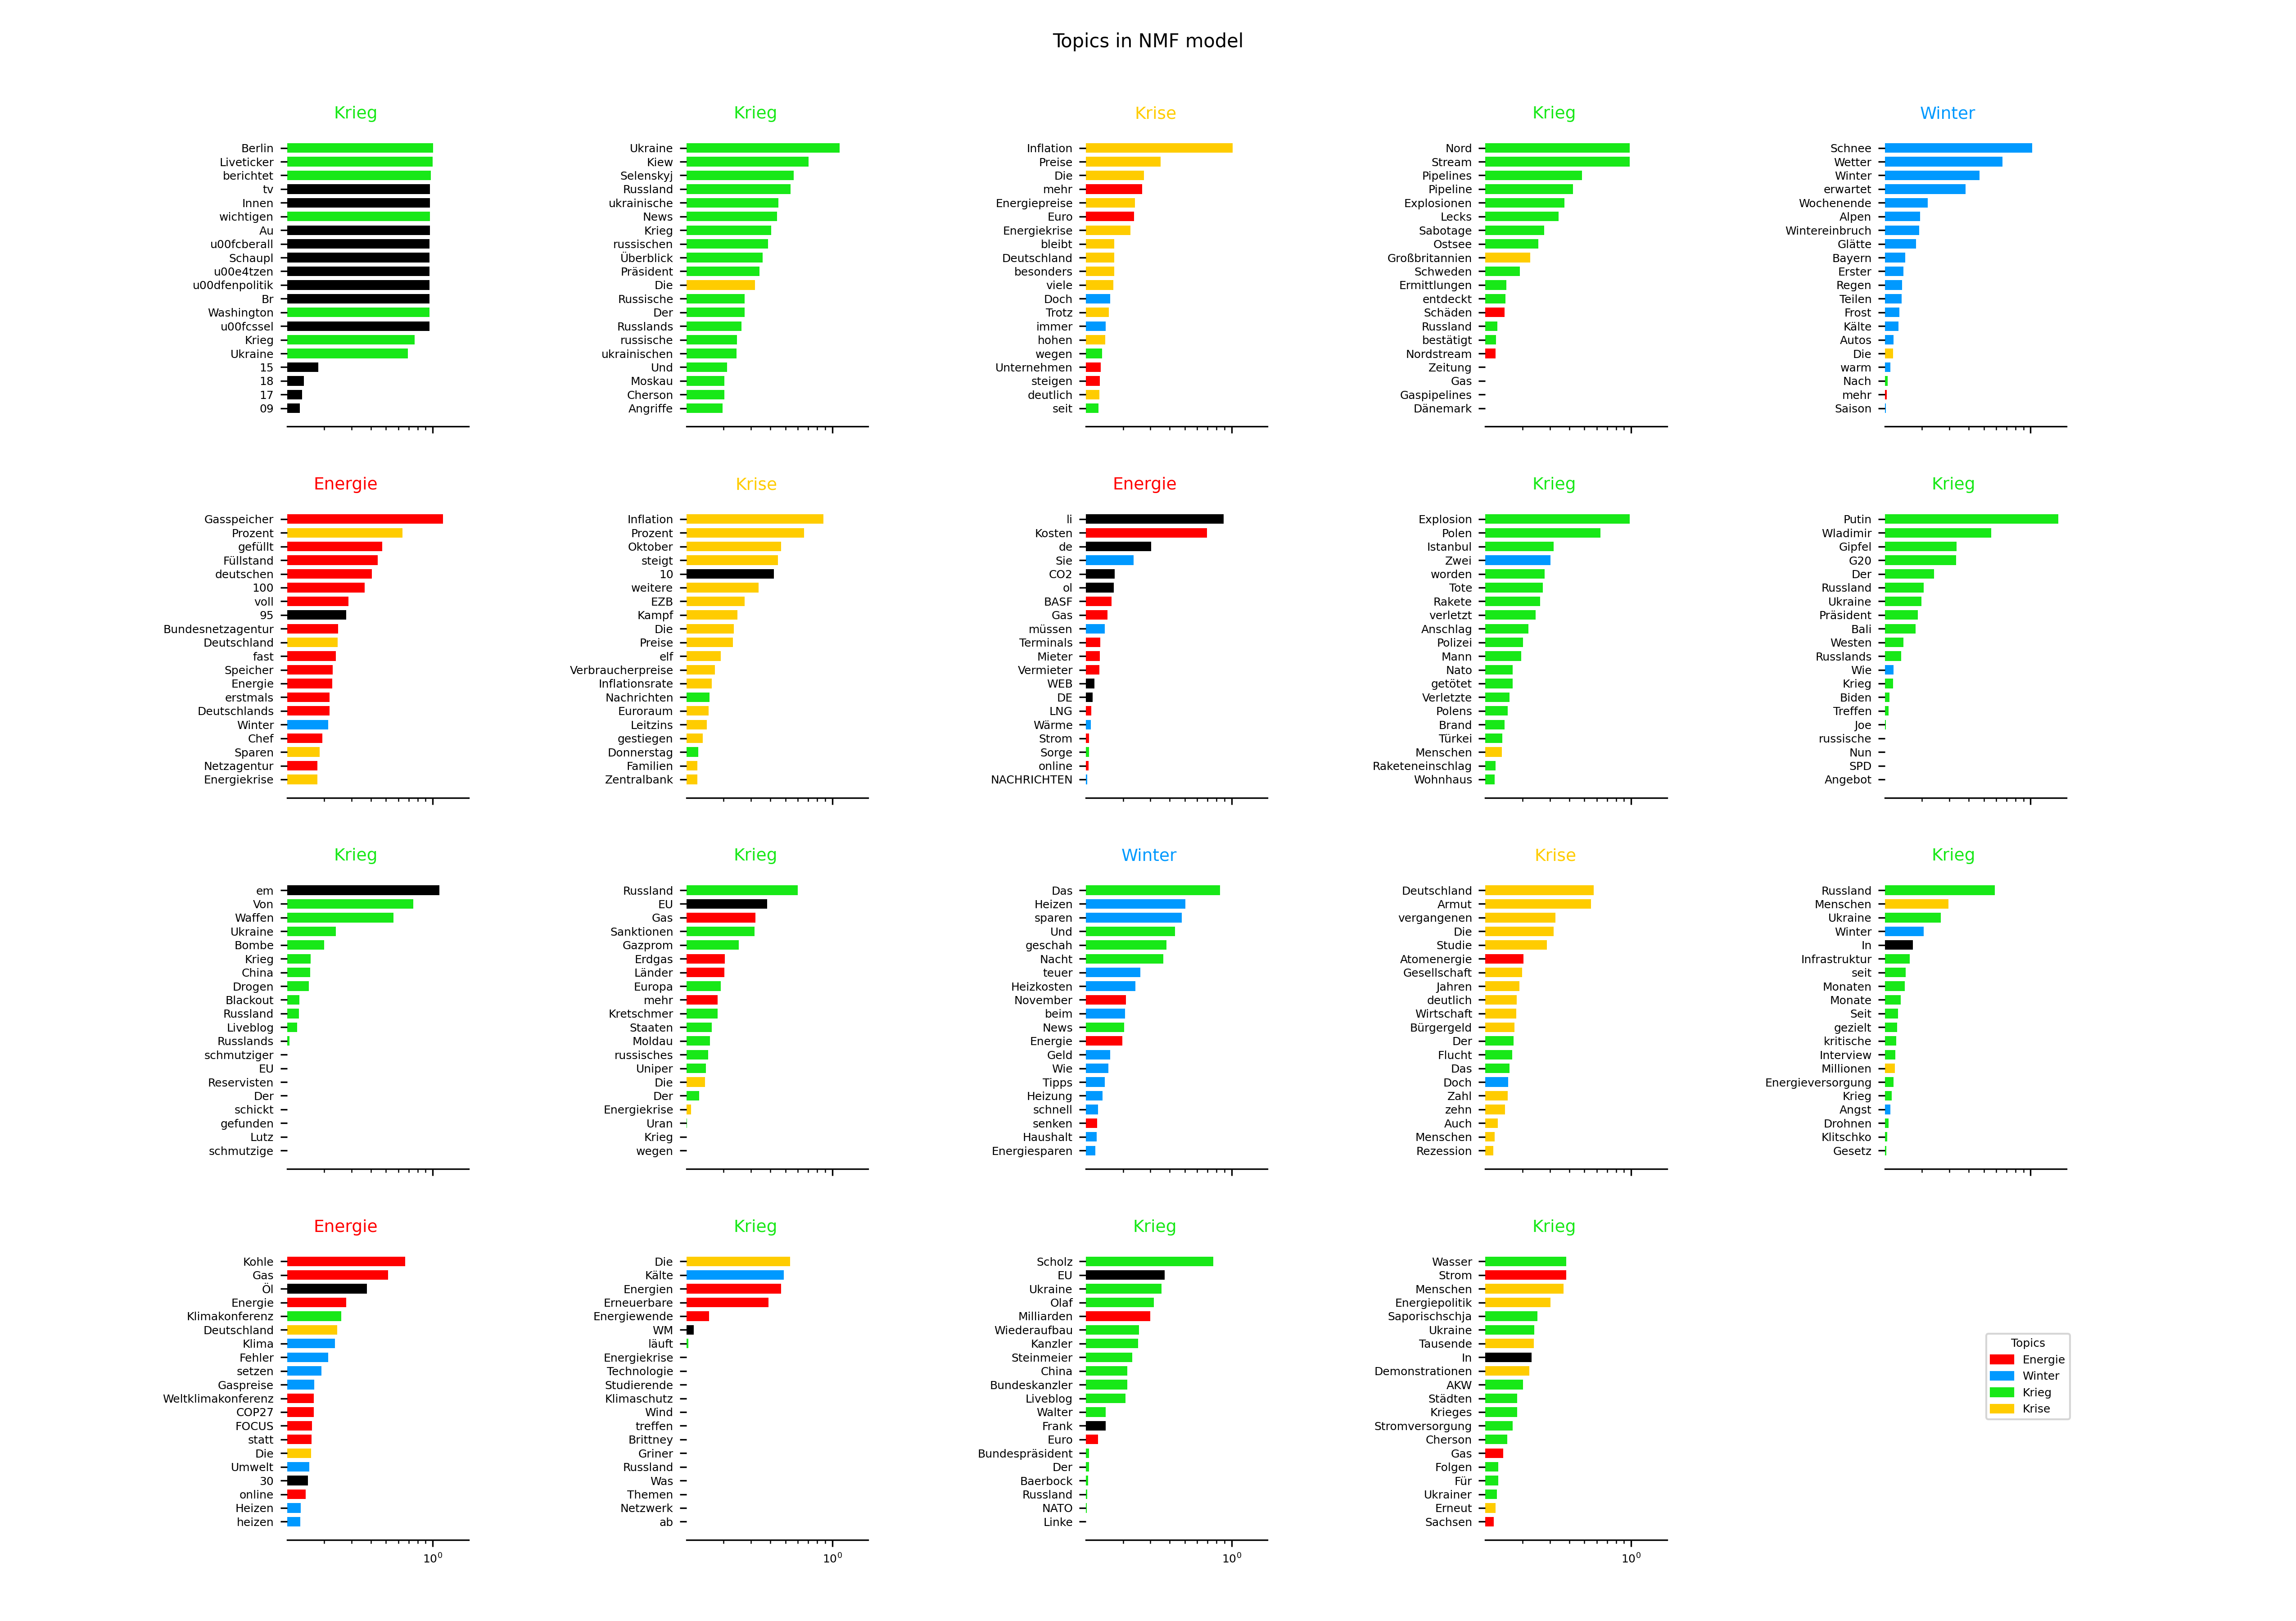 Topics in NMF model
Krieg
Berlin
Liveticker
berichtet
tv
Innen
wichtigen
Au
u00fcberall
Schaupl
u00e4tzen
u00dfenpolitik
Br
Washington
u00fcssel
Krieg
Ukraine
15
18
17
09
Krieg
Ukraine
Kiew
Selenskyj
Russland
ukrainische
News
Krieg
russischen
Überblick
Präsident
Die
Russische
Der
Russlands
russische
ukrainischen
Und
Moskau
Cherson
Angriffe
Krise
Inflation
Preise
Die
mehr
Energiepreise
Euro
Energiekrise
bleibt
Deutschland
besonders
viele
Doch
Trotz
immer
hohen
wegen
Unternehmen
steigen
deutlich
seit
Krieg
Nord
Stream
Pipelines
Pipeline
Explosionen
Lecks
Sabotage
Ostsee
Großbritannien
Schweden
Ermittlungen
entdeckt
Schäden
Russland
bestätigt
Nordstream
Zeitung
Gas
Gaspipelines
Dänemark
Winter
Schnee
Wetter
Winter
erwartet
Wochenende
Alpen
Wintereinbruch
Glätte
Bayern
Erster
Regen
Teilen
Frost
Kälte
Autos
Die
warm
Nach
mehr
Saison
Energie
Gasspeicher
Prozent
gefüllt
Füllstand
deutschen
100
voll
95
Bundesnetzagentur
Deutschland
fast
Speicher
Energie
erstmals
Deutschlands
Winter
Chef
Sparen
Netzagentur
Energiekrise
Krise
Inflation
Prozent
Oktober
steigt
10
weitere
EZB
Kampf
Die
Preise
elf
Verbraucherpreise
Inflationsrate
Nachrichten
Euroraum
Leitzins
gestiegen
Donnerstag
Familien
Zentralbank
Energie
li
Kosten
de
Sie
CO2
ol
BASF
Gas
müssen
Terminals
Mieter
Vermieter
WEB
DE
LNG
Wärme
Strom
Sorge
online
NACHRICHTEN
Krieg
Explosion
Polen
Istanbul
Zwei
worden
Tote
Rakete
verletzt
Anschlag
Polizei
Mann
Nato
getötet
Verletzte
Polens
Brand
Türkei
Menschen
Raketeneinschlag
Wohnhaus
Krieg
Putin
Wladimir
Gipfel
G20
Der
Russland
Ukraine
Präsident
Bali
Westen
Russlands
Wie
Krieg
Biden
Treffen
Joe
russische
Nun
SPD
Angebot
Krieg
em
Von
Waffen
Ukraine
Bombe
Krieg
China
Drogen
Blackout
Russland
Liveblog
Russlands
schmutziger
EU
Reservisten
Der
schickt
gefunden
Lutz
schmutzige
Krieg
Russland
EU
Gas
Sanktionen
Gazprom
Erdgas
Länder
Europa
mehr
Kretschmer
Staaten
Moldau
russisches
Uniper
Die
Der
Energiekrise
Uran
Krieg
wegen
Winter
Das
Heizen
sparen
Und
geschah
Nacht
teuer
Heizkosten
November
beim
News
Energie
Geld
Wie
Tipps
Heizung
schnell
senken
Haushalt
Energiesparen
Krise
Deutschland
Armut
vergangenen
Die
Studie
Atomenergie
Gesellschaft
Jahren
deutlich
Wirtschaft
Bürgergeld
Der
Flucht
Das
Doch
Zahl
zehn
Auch
Menschen
Rezession
Krieg
Russland
Menschen
Ukraine
Winter
In
Infrastruktur
seit
Monaten
Monate
Seit
gezielt
kritische
Interview
Millionen
Energieversorgung
Krieg
Angst
Drohnen
Klitschko
Gesetz
Energie
Kohle
Gas
Öl
Energie
Klimakonferenz
Deutschland
Klima
Fehler
setzen
Gaspreise
Weltklimakonferenz
COP27
FOCUS
statt
Die
Umwelt
30
online
Heizen
heizen
10⁰
Krieg
Die
Kälte
Energien
Erneuerbare
Energiewende
WM
läuft
Energiekrise
Technologie
Studierende
Klimaschutz
Wind
treffen
Brittney
Griner
Russland
Was
Themen
Netzwerk
ab
10⁰
Krieg
Scholz
EU
Ukraine
Olaf
Milliarden
Wiederaufbau
Kanzler
Steinmeier
China
Bundeskanzler
Liveblog
Walter
Frank
Euro
Bundespräsident
Der
Baerbock
Russland
NATO
Linke
10⁰
Krieg
Wasser
Strom
Menschen
Energiepolitik
Saporischschja
Ukraine
Tausende
In
Demonstrationen
AKW
Städten
Krieges
Stromversorgung
Cherson
Gas
Folgen
Für
Ukrainer
Erneut
Sachsen
10⁰
Topics
Energie
Winter
Krieg
Krise